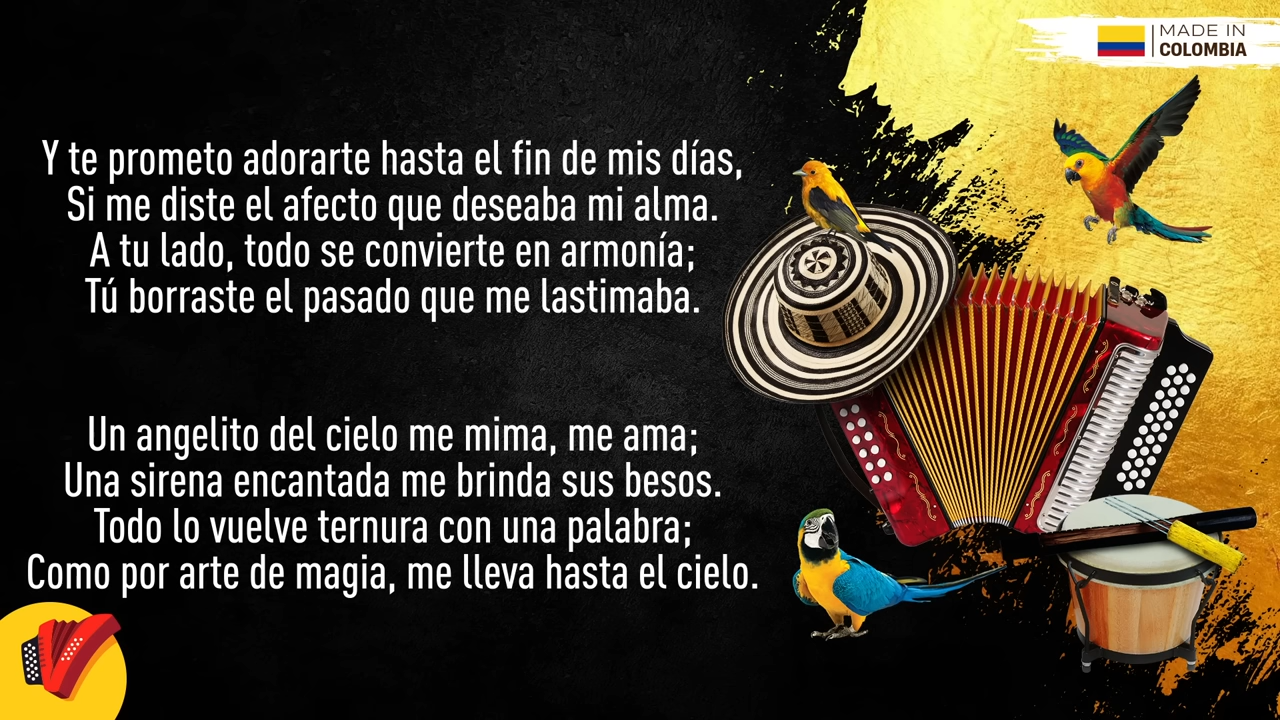 MADE IN
COLOMBIA
Y te prometo adorarte hasta el fin de mis días,
Si me diste el afecto que deseaba mi alma.
A tu lado, todo se convierte en armonía;
Tú borraste el pasado que me lastimaba.
Un angelito del cielo me mima, me ama;
Una sirena encantada me brinda sus besos.
Todo lo vuelve ternura con una palabra;
Como por arte de magia, me lleva hasta el cielo.